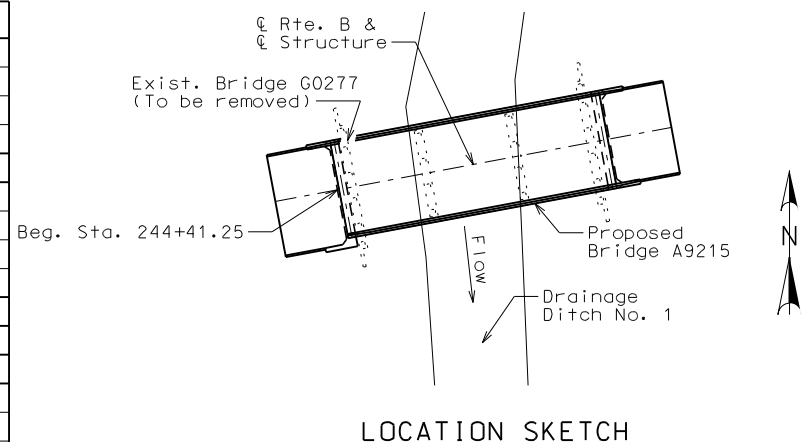 ℄ Rte. B &
℄ Structure
Exist. Bridge G0277
(To be removed)
Beg. Sta. 244+41.25
Proposed
Bridge A9215
Flow
Drainage
Ditch No. 1
N
LOCATION SKETCH